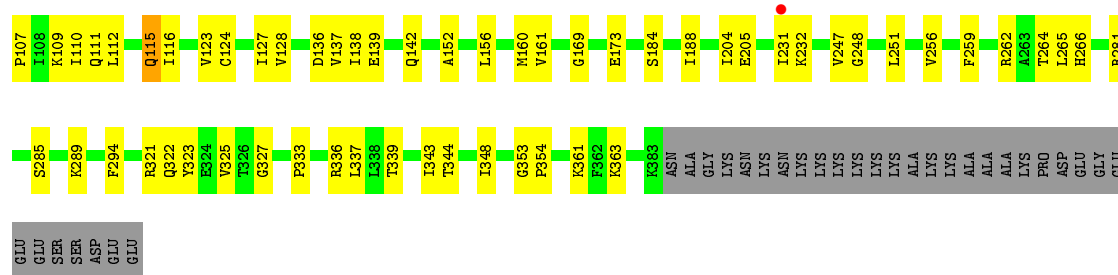 P107 I108 K109 I110 Q111 L112 Q115 I116 V123 C124 I127 V128 D136 V137 I138 E139 Q142 A152 L156 M160 V161 G169 E173 S184 I188 I204 E205 I231 K232 V247 G248 L251 V256 F259 R262 A263 T264 L265 H266
S285 K289 F294 R321 Q322 Y323 E324 V325 T326 G327 P333 R336 L337 L338 T339 I343 T344 I348 G353 P354 K361 F362 K363 K383 ASN ALA GLY LYS ASN LYS ASN LYS LYS LYS LYS LYS LYS ALA LYS LYS ALA ALA ALA LYS PRO ASP GLU GLY
GLU GLU SER SER ASP GLU GLU